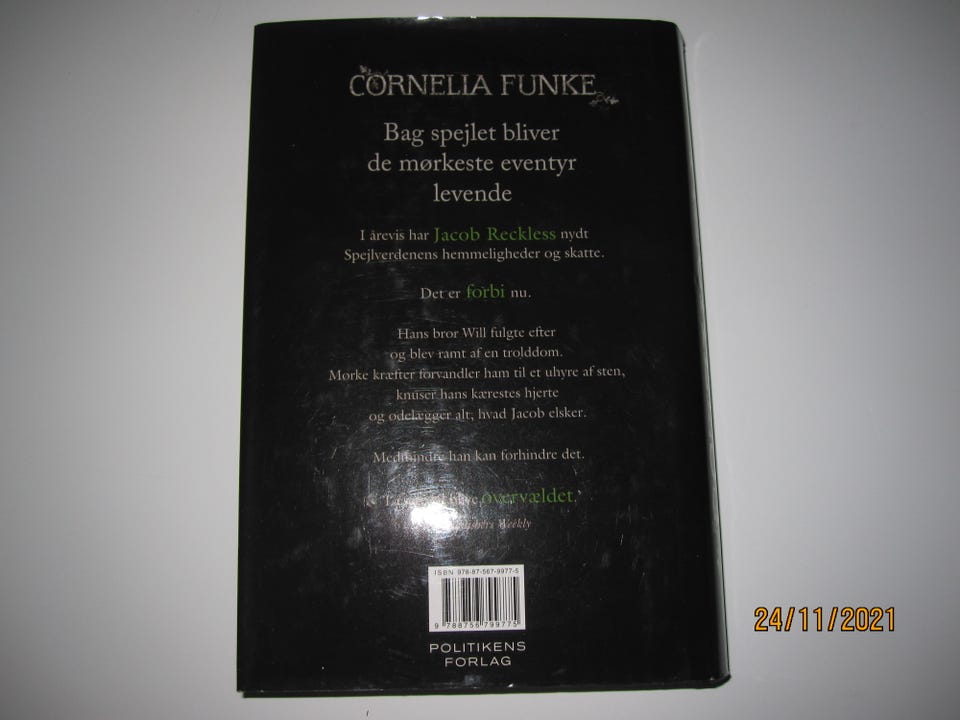 CORNELIA FUNKE
Bag spejlet bliver
de mørkeste eventyr
levende
I årevis har Jacob Reckless nydt
Spejlverdenens hemmeligheder og skatte.
Det er forbi nu.
Hans bror Will fulgte efter
og blev ramt af en trolddom.
Mørke kræfter forvandler ham til et uhyre af sten,
knuser hans kærestes hjerte
og ødelægger alt, hvad Jacob elsker.
Medmindre han kan forhindre det.
overvældet.'
Weekly
ISBN 978-87-567-9977-5
9 788756 799775
POLITIKENS
FORLAG
24/11/2021